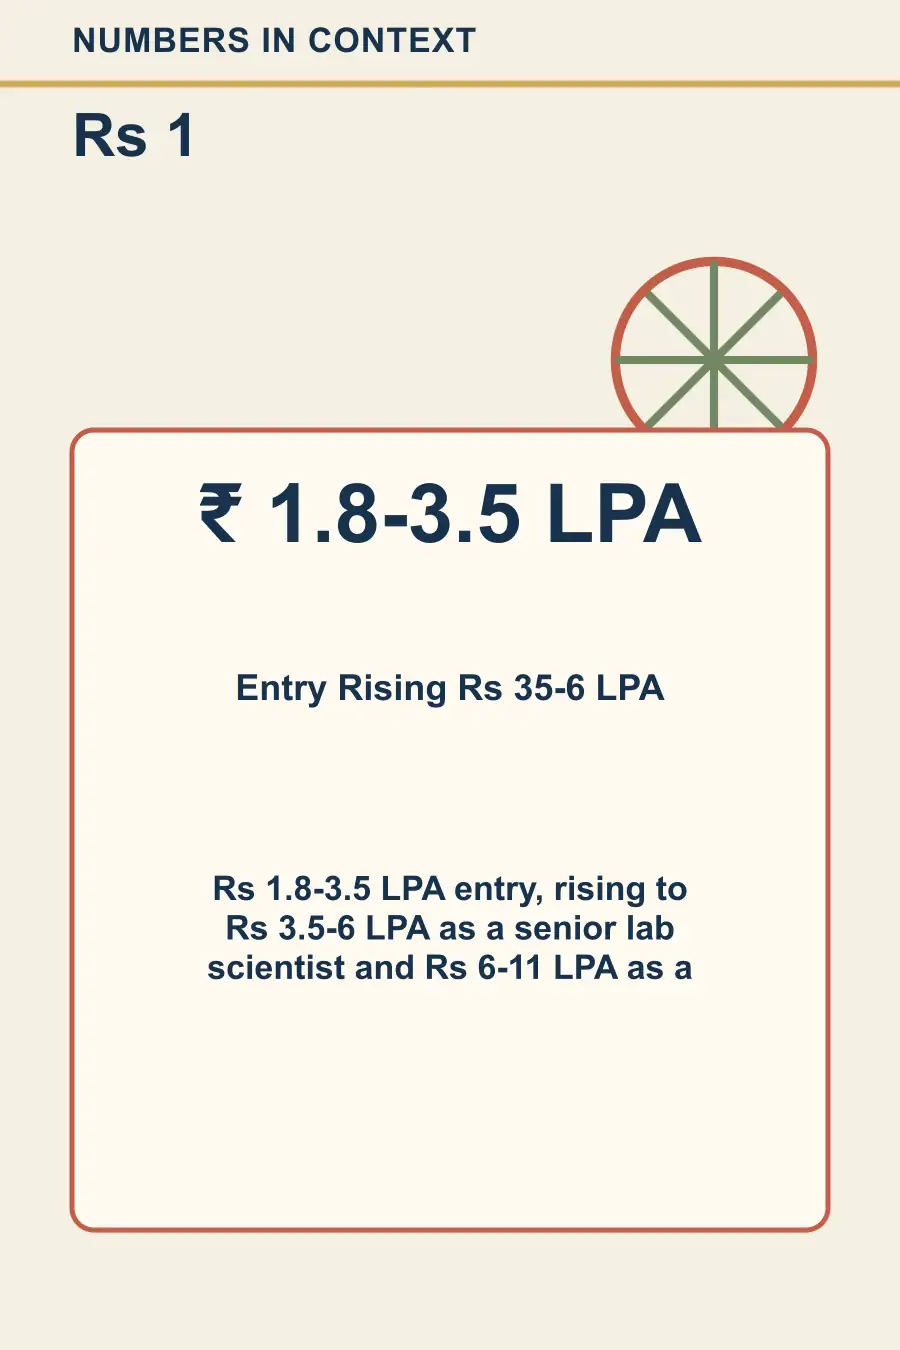 NUMBERS IN CONTEXT
Rs 1
₹ 1.8-3.5 LPA
Entry Rising Rs 35-6 LPA
Rs 1.8-3.5 LPA entry, rising to
Rs 3.5-6 LPA as a senior lab
scientist and Rs 6-11 LPA as a